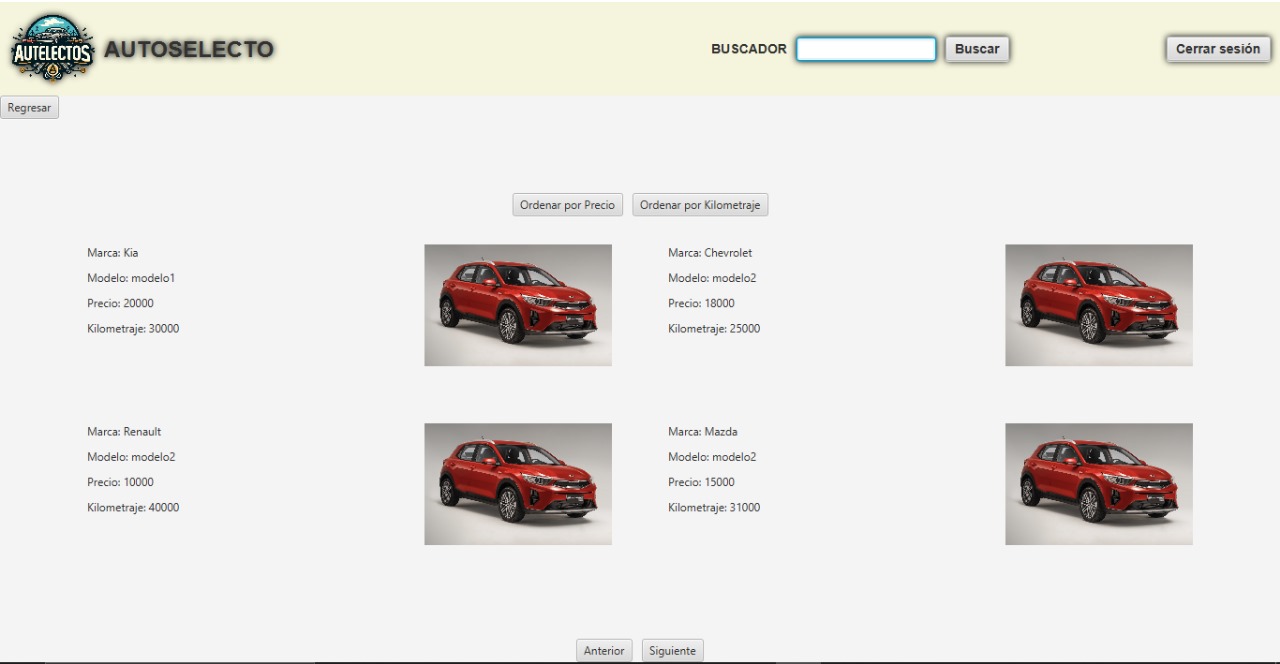 AUTELECTOS
AUTOSELECTO
BUSCADOR
Buscar
Cerrar sesión
Regresar
Ordenar por Precio
Ordenar por Kilometraje
Marca: Kia
Modelo: modelo1
Precio: 20000
Kilometraje: 30000
Marca: Chevrolet
Modelo: modelo2
Precio: 18000
Kilometraje: 25000
Marca: Renault
Modelo: modelo2
Precio: 10000
Kilometraje: 40000
Marca: Mazda
Modelo: modelo2
Precio: 15000
Kilometraje: 31000
Anterior
Siguiente